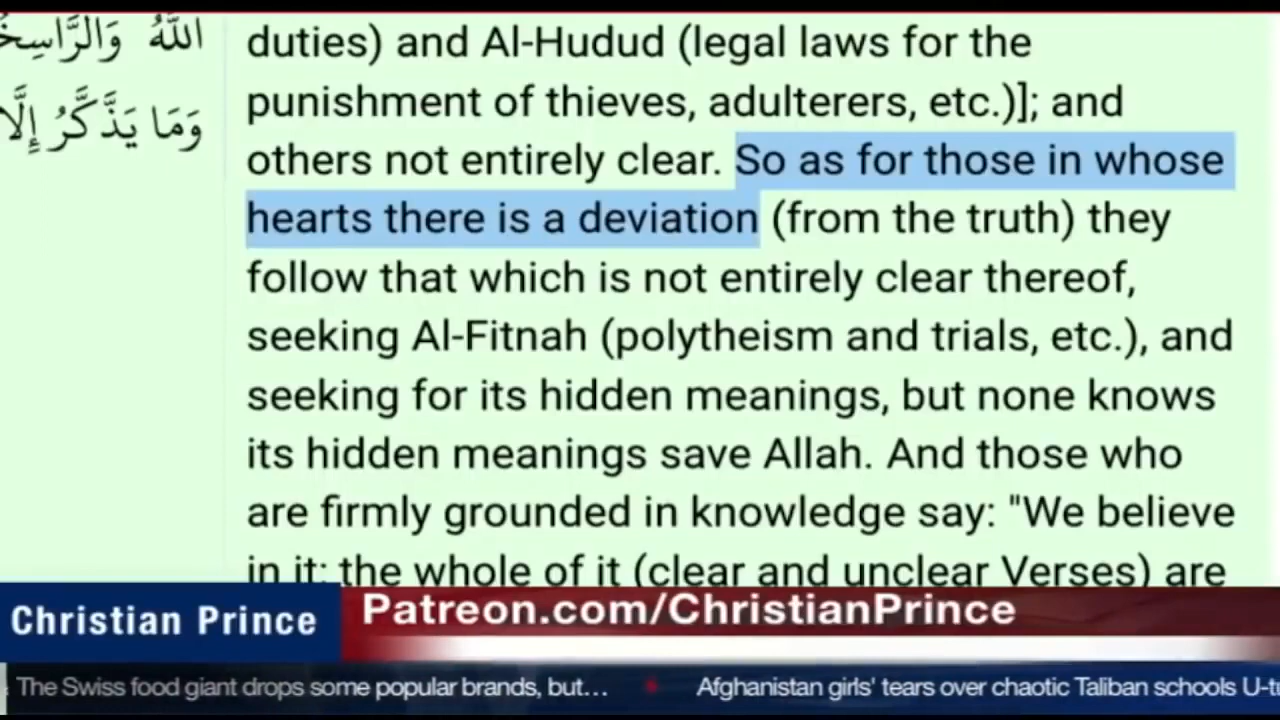 اللَّهُ وَالرَّاسِخُ
وَمَا يَذَّكَّرُ إِلَّا
duties) and Al-Hudud (legal laws for the
punishment of thieves, adulterers, etc.)]; and
others not entirely clear. So as for those in whose
hearts there is a deviation (from the truth) they
follow that which is not entirely clear thereof,
seeking Al-Fitnah (polytheism and trials, etc.), and
seeking for its hidden meanings, but none knows
its hidden meanings save Allah. And those who
are firmly grounded in knowledge say: "We believe
in it; the whole of it (clear and unclear Verses) are
Christian Prince
Patreon.com/ChristianPrince
The Swiss food giant drops some popular brands, but... Afghanistan girls' tears over chaotic Taliban schools U-t